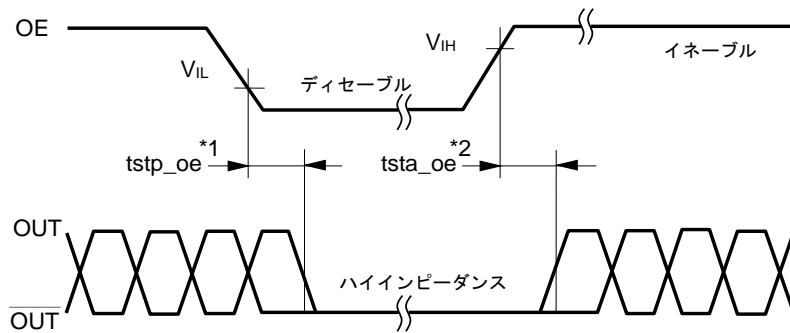 OE
VIL
ディセーブル
VIH
イネーブル
tstp_oe*1
tsta_oe*2
OUT
ハイインピーダンス
OUT